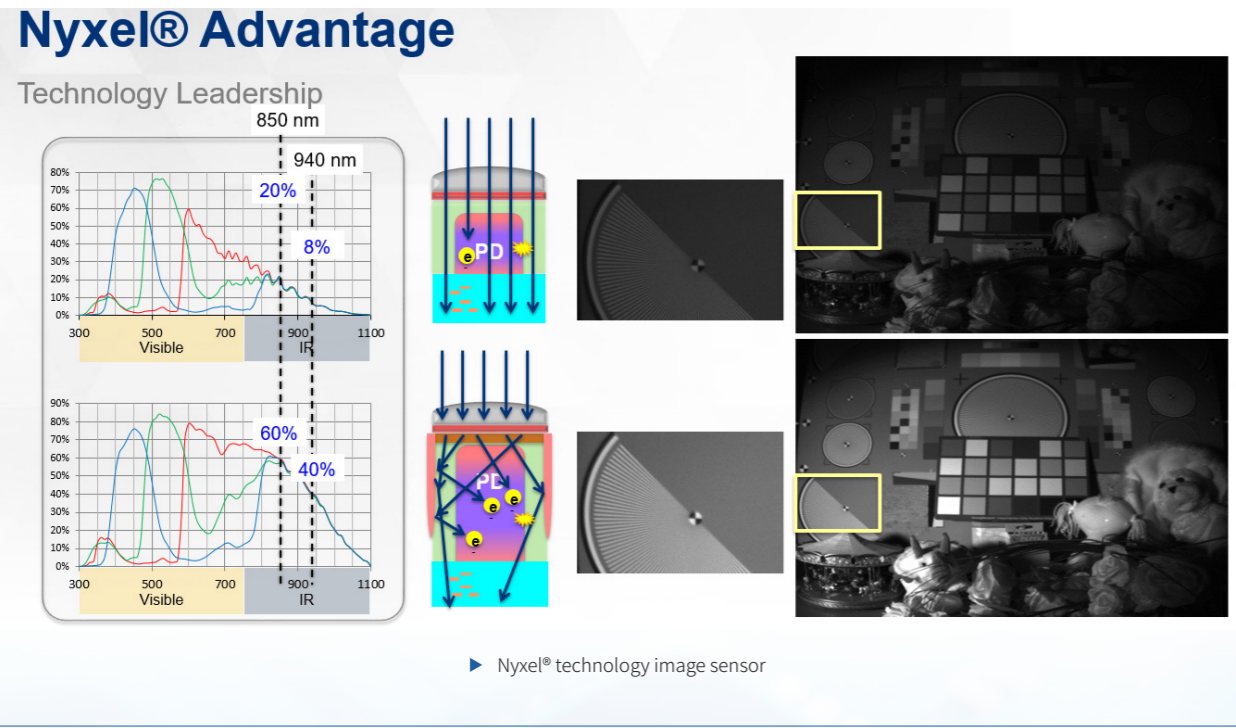 Nyxel® Advantage
Technology Leadership
850 nm
940 nm
80%
70%
60%
50%
40%
30%
20%
10%
0%
20%
8%
300 500 700 900 1100
Visible IR
PD
e
-
90%
80%
70%
60%
50%
40%
30%
20%
10%
0%
60%
40%
300 500 700 900 1100
Visible IR
PD
e
-
e
-
e
-
Nyxel® technology image sensor